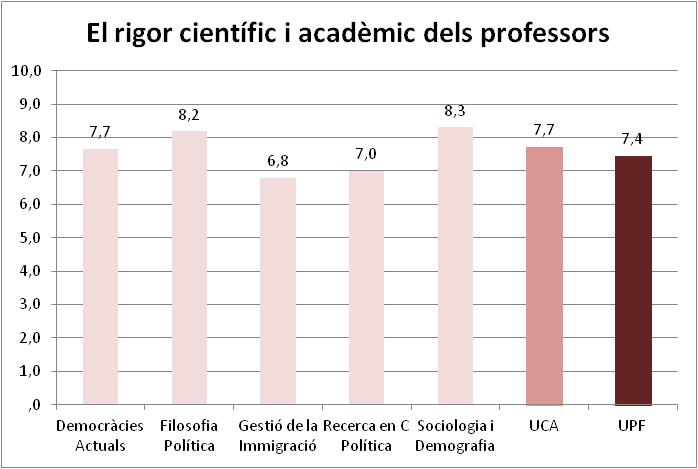 El rigor científic i acadèmic dels professors
10,0
9,0
8,0
7,0
6,0
5,0
4,0
3,0
2,0
1,0
,0
7,7
8,2
6,8
7,0
8,3
7,7
7,4
Democràcies
Actuals
Filosofia
Política
Gestió de la
Immigració
Recerca en C
Política
Sociologia i
Demografia
UCA
UPF